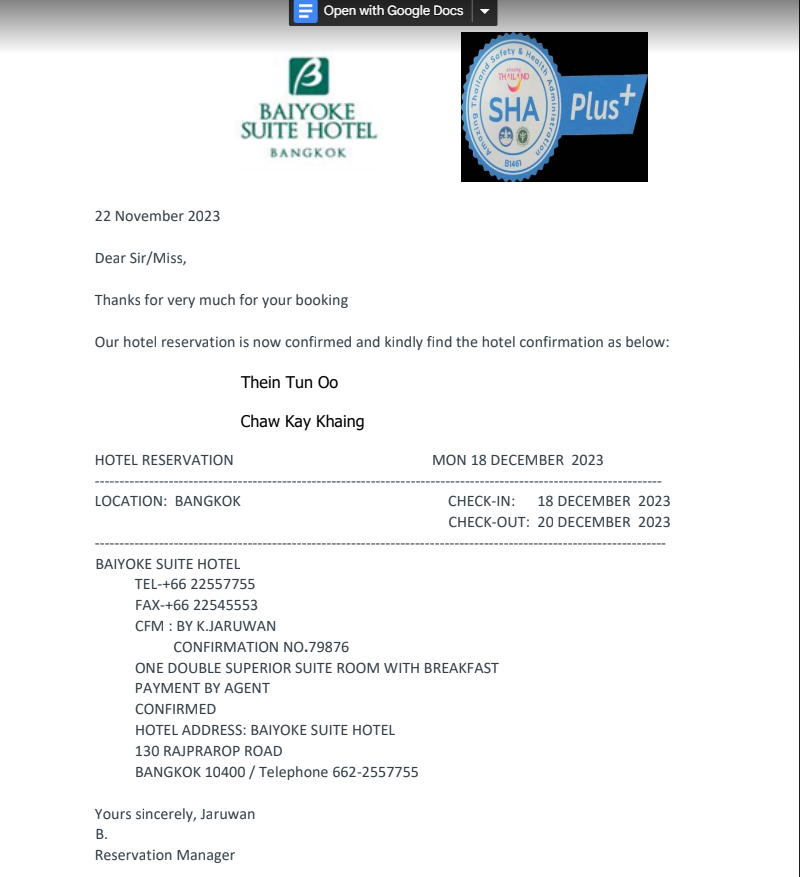 Open with Google Docs
BAIYOKE
SUITE HOTEL
BANGKOK
Amazing Thailand Safety & Health Administration
amazing
THAILAND
SHA
Plus+
B1461
22 November 2023
Dear Sir/Miss,
Thanks for very much for your booking
Our hotel reservation is now confirmed and kindly find the hotel confirmation as below:
Thein Tun Oo
Chaw Kay Khaing
HOTEL RESERVATION MON 18 DECEMBER 2023
LOCATION: BANGKOK CHECK-IN: 18 DECEMBER 2023
CHECK-OUT: 20 DECEMBER 2023
BAIYOKE SUITE HOTEL
TEL-+66 22557755
FAX-+66 22545553
CFM : BY K.JARUWAN
CONFIRMATION NO.79876
ONE DOUBLE SUPERIOR SUITE ROOM WITH BREAKFAST
PAYMENT BY AGENT
CONFIRMED
HOTEL ADDRESS: BAIYOKE SUITE HOTEL
130 RAJPRAROP ROAD
BANGKOK 10400 / Telephone 662-2557755
Yours sincerely, Jaruwan
B.
Reservation Manager